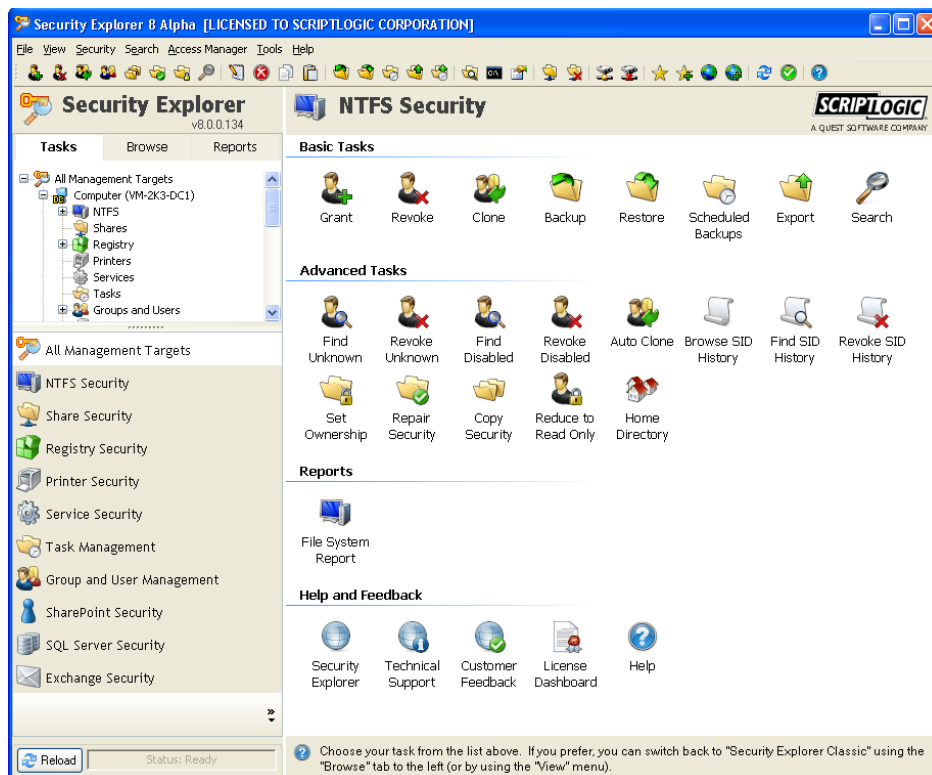 Security Explorer 8 Alpha  [LICENSED TO SCRIPTLOGIC CORPORATION]
File View Security Search Access Manager Tools Help
Security Explorer
v8.0.0.134
Tasks Browse Reports
All Management Targets
Computer (VM-2K3-DC1)
NTFS
Shares
Registry
Printers
Services
Tasks
Groups and Users
All Management Targets
NTFS Security
Share Security
Registry Security
Printer Security
Service Security
Task Management
Group and User Management
SharePoint Security
SQL Server Security
Exchange Security
Reload
Status: Ready
NTFS Security
SCRIPTLOGIC
A QUEST SOFTWARE COMPANY
Basic Tasks
Grant Revoke Clone Backup Restore Scheduled Export Search
Backups
Advanced Tasks
Find Revoke Find Revoke Auto Clone Browse SID Find SID Revoke SID
Unknown Unknown Disabled Disabled History History History
Set Repair Copy Reduce to Home
Ownership Security Security Read Only Directory
Reports
File System
Report
Help and Feedback
Security Technical Customer License Help
Explorer Support Feedback Dashboard
Choose your task from the list above.  If you prefer, you can switch back to "Security Explorer Classic" using the
"Browse" tab to the left (or by using the "View" menu).